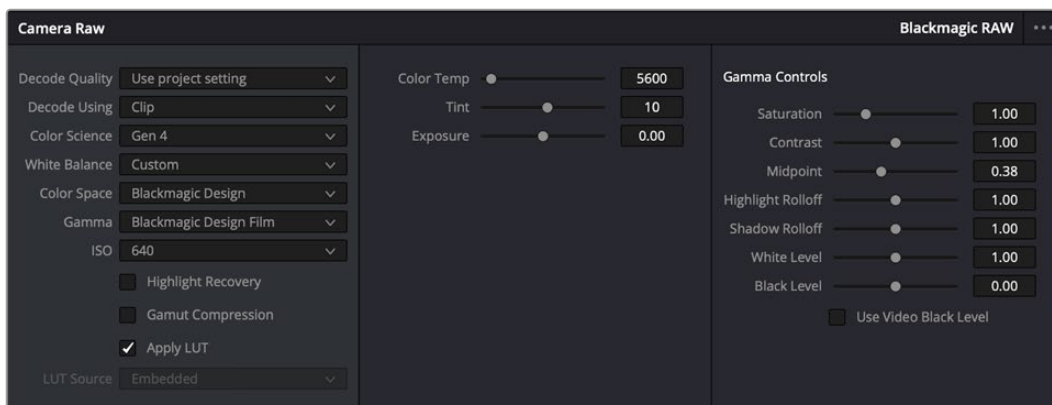 Camera Raw
Blackmagic RAW
Decode Quality Use project setting
Decode Using Clip
Color Science Gen 4
White Balance Custom
Color Space Blackmagic Design
Gamma Blackmagic Design Film
ISO 640
Highlight Recovery
Gamut Compression
Apply LUT
LUT Source Embedded
Color Temp 5600
Tint 10
Exposure 0.00
Gamma Controls
Saturation 1.00
Contrast 1.00
Midpoint 0.38
Highlight Rolloff 1.00
Shadow Rolloff 1.00
White Level 1.00
Black Level 0.00
Use Video Black Level